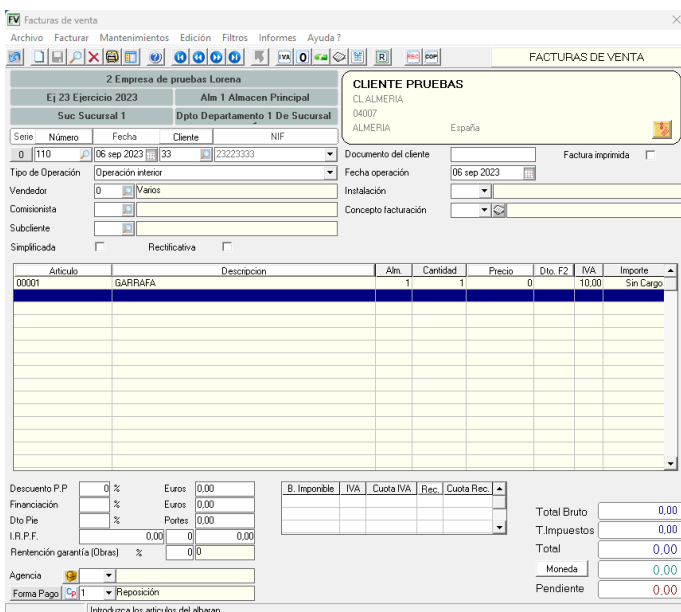 FV Facturas de venta
Archivo Facturar Mantenimientos Edición Filtros Informes Ayuda ?
IVA 0 R REC COP FACTURAS DE VENTA
2 Empresa de pruebas Lorena
Ej 23 Ejercicio 2023 Alm 1 Almacen Principal
Suc Sucursal 1 Dpto Departamento 1 De Sucursal
CLIENTE PRUEBAS
CL ALMERIA
04007
ALMERIA España
Serie Número Fecha Cliente NIF
0 110 06 sep 2023 33 23223333
Documento del cliente Factura imprimida
Tipo de Operación Operación interior
Fecha operación 06 sep 2023
Vendedor 0 Varios
Instalación
Comisionista
Concepto facturación
Subcliente
Simplificada Rectificativa
Articulo Descripcion Alm. Cantidad Precio Dto. F2 IVA Importe
00001 GARRAFA 1 1 0 10,00 Sin Cargo
Descuento P.P 0 % Euros 0,00
Financiación % Euros 0,00
Dto Pie % Portes 0,00
I.R.P.F. 0,00 0 0,00
Rentención garantía (Obras) % 0 0
B. Imponible IVA Cuota IVA Rec. Cuota Rec.
Total Bruto 0,00
T.Impuestos 0,00
Total 0,00
Moneda 0,00
Pendiente 0,00
Agencia
Forma Pago CP 1 Reposición
Introduzca los articulos del albaran